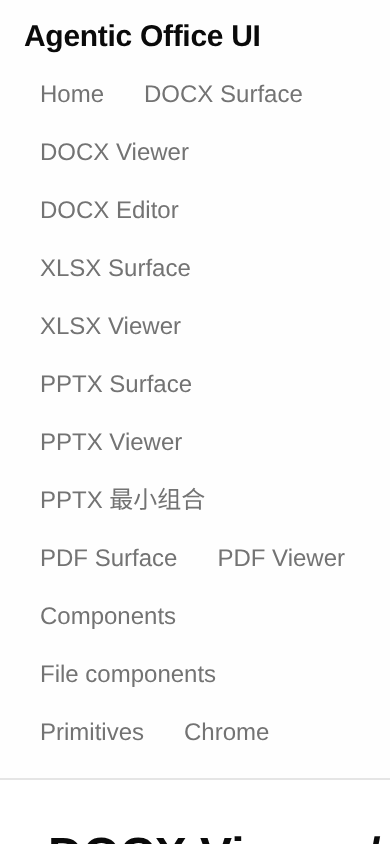 Agentic Office UI
Home DOCX Surface
DOCX Viewer
DOCX Editor
XLSX Surface
XLSX Viewer
PPTX Surface
PPTX Viewer
PPTX 最小组合
PDF Surface PDF Viewer
Components
File components
Primitives Chrome